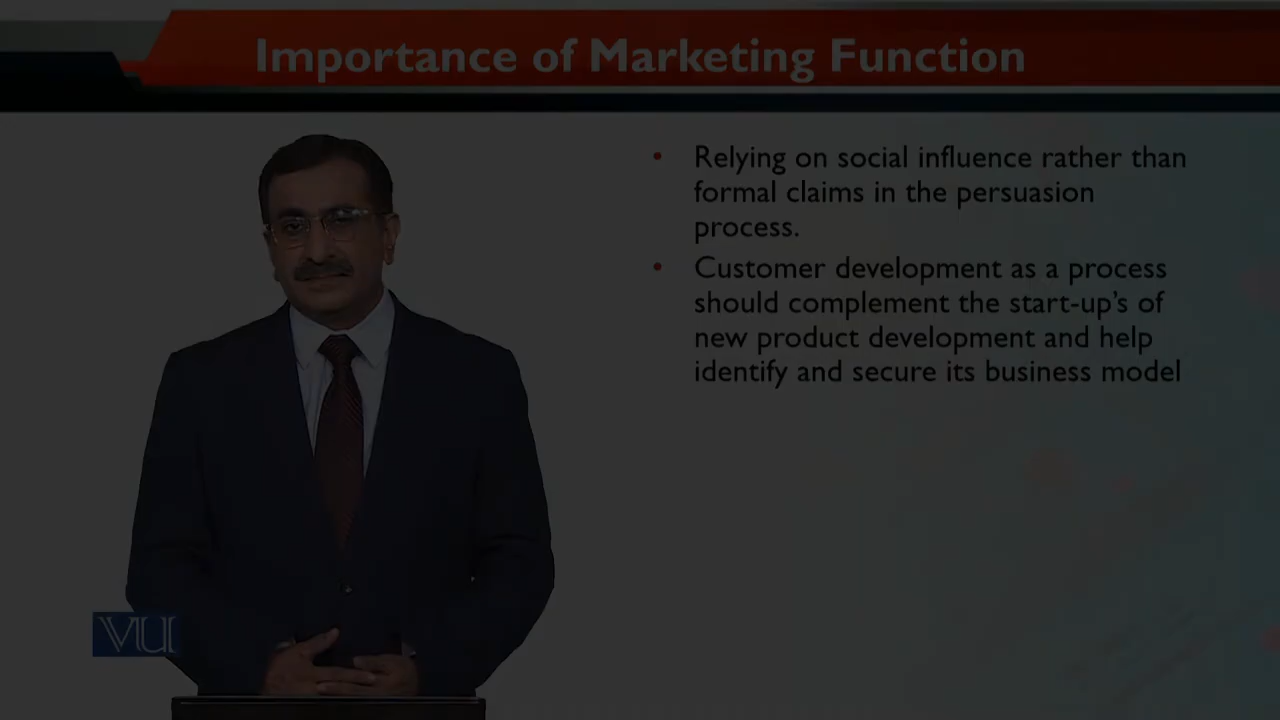 Importance of Marketing Function
• Relying on social influence rather than
formal claims in the persuasion
process.
• Customer development as a process
should complement the start-up's of
new product development and help
identify and secure its business model
VU